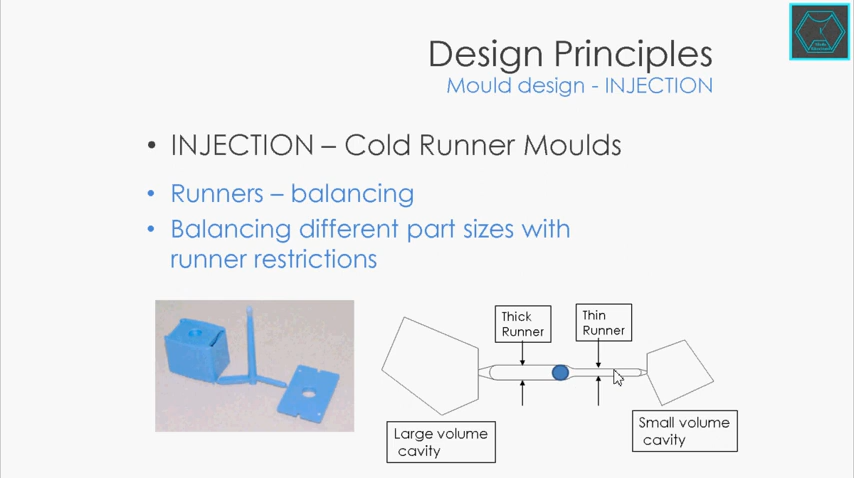 Design Principles
Mould design - INJECTION
• INJECTION – Cold Runner Moulds
• Runners – balancing
• Balancing different part sizes with
runner restrictions
Thick
Runner
Thin
Runner
Large volume
cavity
Small volume
cavity